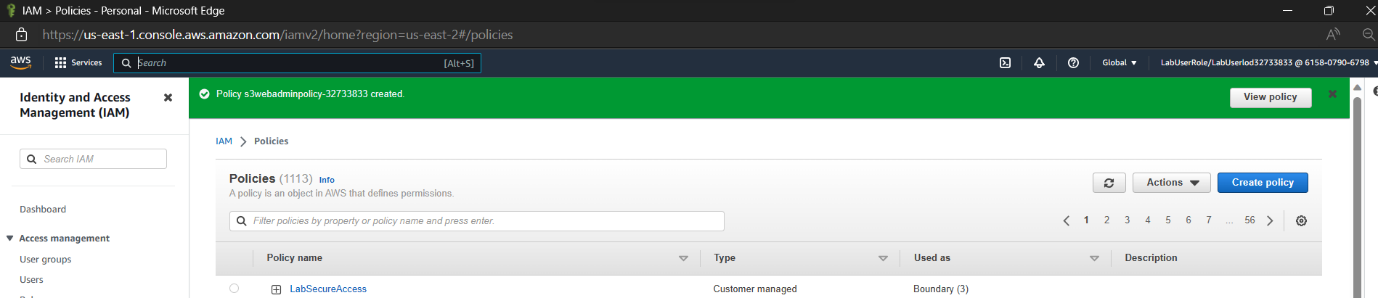 IAM > Policies - Personal - Microsoft Edge
https://us-east-1.console.aws.amazon.com/iamv2/home?region=us-east-2#/policies
aws Services Search [Alt+S] Global LabUserRole/LabUserlod32733833 @ 6158-0790-6798
Identity and Access Management (IAM)
Search IAM
Dashboard
Access management
User groups
Users
Policy s3webadminpolicy-32733833 created. View policy
IAM > Policies
Policies (1113) Info
A policy is an object in AWS that defines permissions.
Actions Create policy
Filter policies by property or policy name and press enter.
< 1 2 3 4 5 6 7 ... 56 >
Policy name Type Used as Description
LabSecureAccess Customer managed Boundary (3)